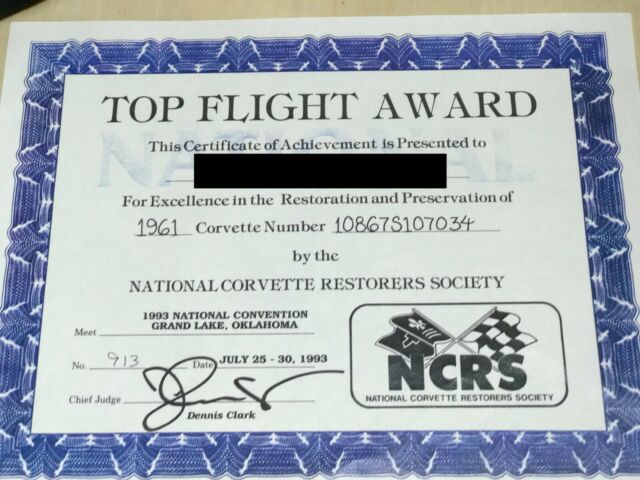 TOP FLIGHT AWARD
NATIONAL
This Certificate of Achievement is Presented to
For Excellence in the Restoration and Preservation of
1961 Corvette Number 10867S107034
by the
NATIONAL CORVETTE RESTORERS SOCIETY
1993 NATIONAL CONVENTION
Meet GRAND LAKE, OKLAHOMA
No. 913 Date JULY 25 - 30, 1993
Chief Judge
Dennis Clark
NCRS
NATIONAL CORVETTE RESTORERS SOCIETY